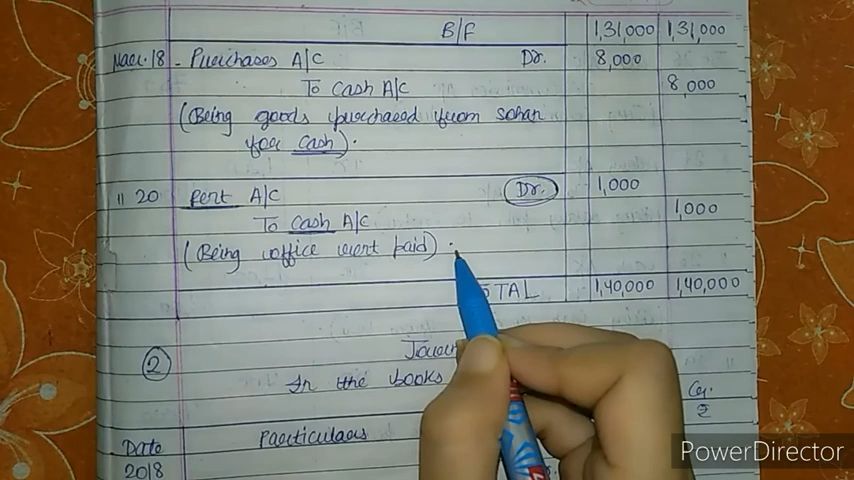 B/F 1,31,000 1,31,000
Mar. 18 - Purchases A/C Dr. 8,000
To Cash A/C 8,000
(Being goods purchased from sohan
for cash).
" 20 Rent A/C Dr. 1,000
To Cash A/C 1,000
(Being office rent paid).
TOTAL 1,40,000 1,40,000
2
In the books
Cr.
₹
Date Particulars
2018
PowerDirector